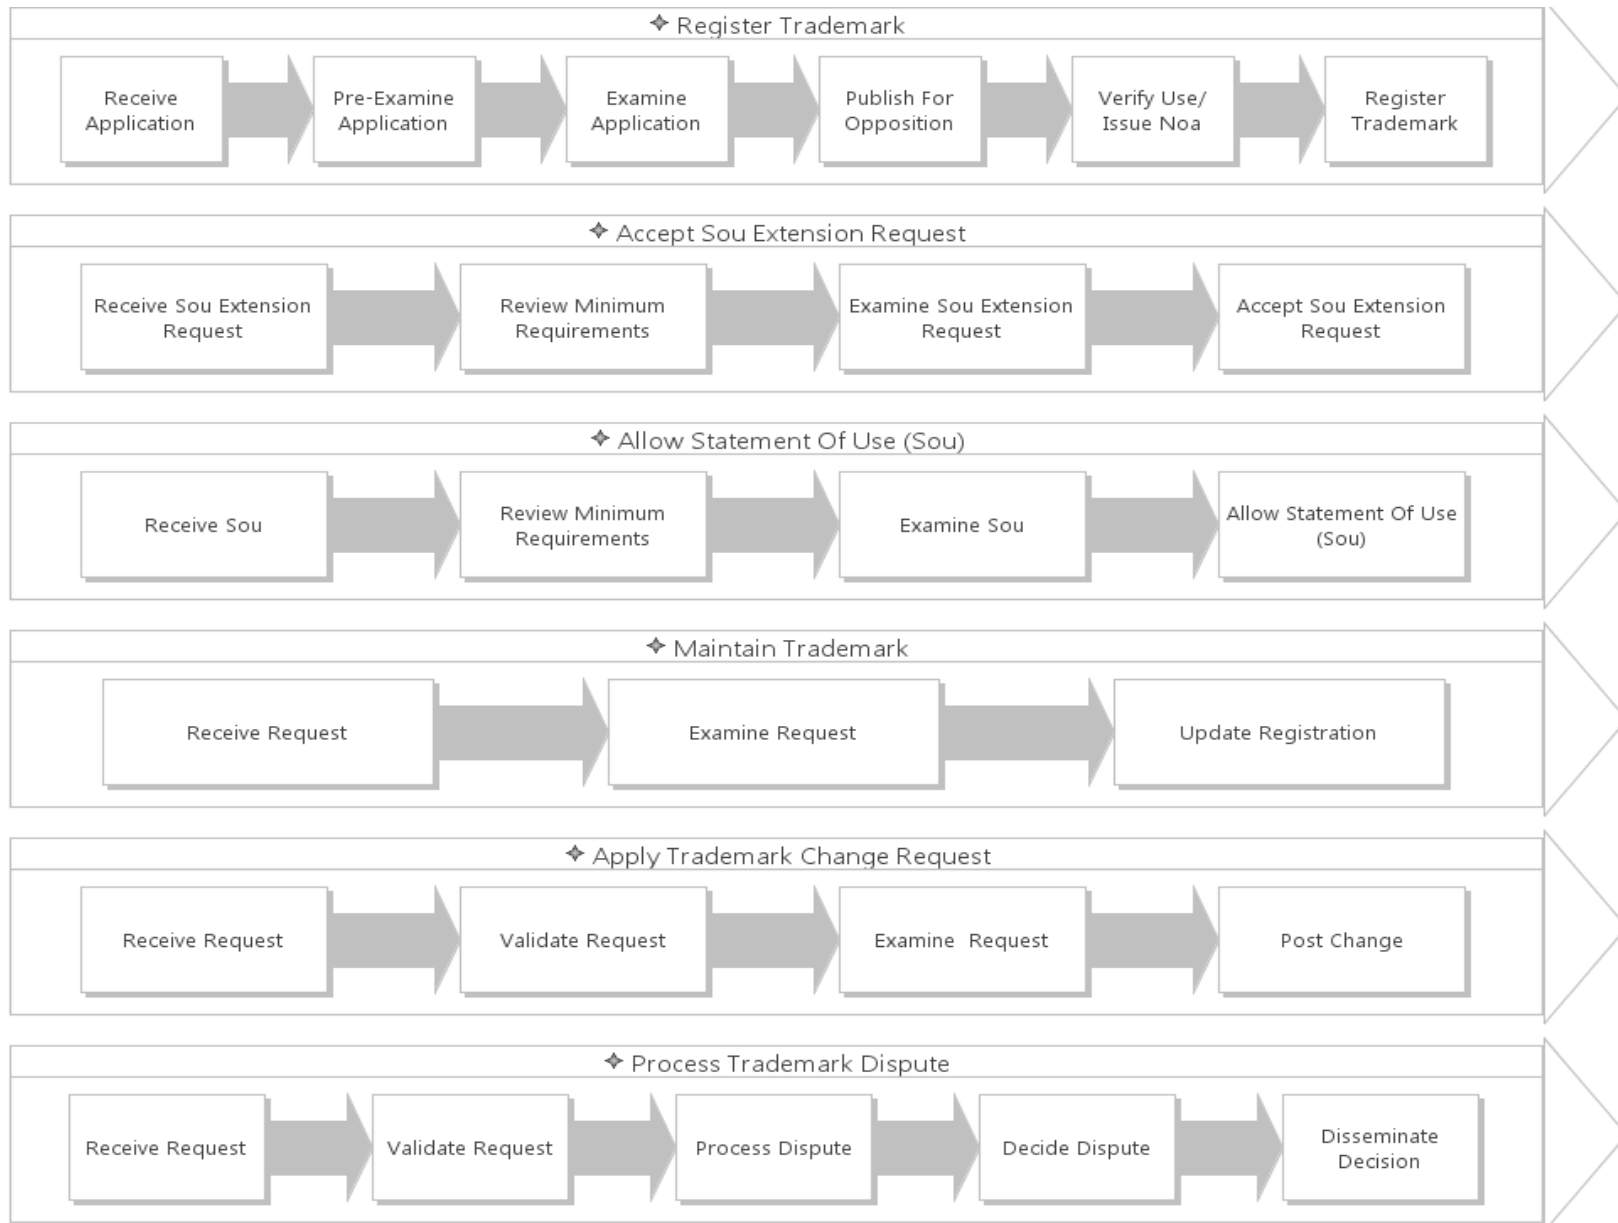 Register Trademark
Receive
Application
Pre-Examine
Application
Examine
Application
Publish For
Opposition
Verify Use/
Issue Noa
Register
Trademark
Accept Sou Extension Request
Receive Sou Extension
Request
Review Minimum
Requirements
Examine Sou Extension
Request
Accept Sou Extension
Request
Allow Statement Of Use (Sou)
Receive Sou
Review Minimum
Requirements
Examine Sou
Allow Statement Of Use
(Sou)
Maintain Trademark
Receive Request
Examine Request
Update Registration
Apply Trademark Change Request
Receive Request
Validate Request
Examine  Request
Post Change
Process Trademark Dispute
Receive Request
Validate Request
Process Dispute
Decide Dispute
Disseminate
Decision